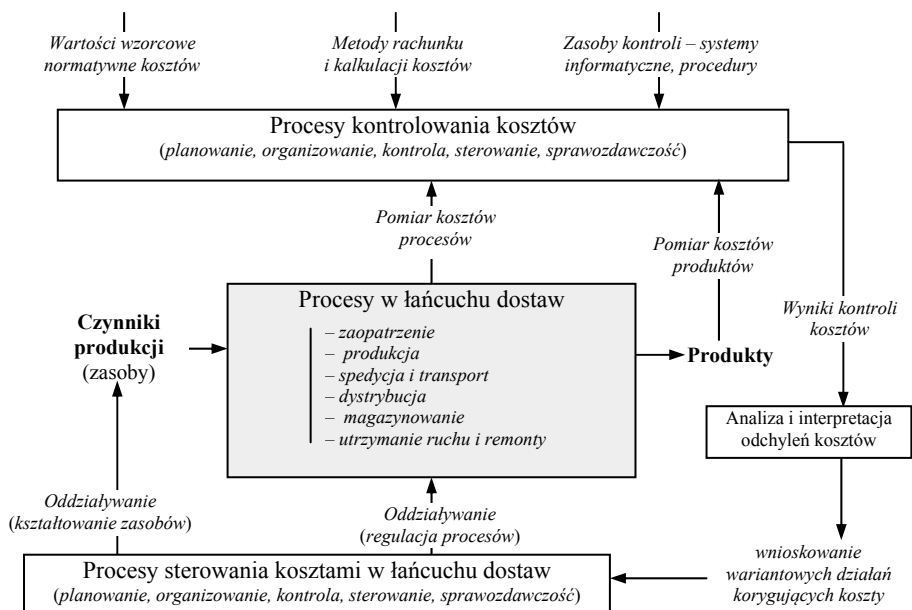 Wartości wzorcowe
normatywne kosztów
Metody rachunku
i kalkulacji kosztów
Zasoby kontroli – systemy
informatyczne, procedury
Procesy kontrolowania kosztów
(planowanie, organizowanie, kontrola, sterowanie, sprawozdawczość)
Pomiar kosztów
procesów
Pomiar kosztów
produktów
Wyniki kontroli
kosztów
Czynniki
produkcji
(zasoby)
Procesy w łańcuchu dostaw
– zaopatrzenie
– produkcja
– spedycja i transport
– dystrybucja
– magazynowanie
– utrzymanie ruchu i remonty
Produkty
Analiza i interpretacja
odchyleń kosztów
Oddziaływanie
(kształtowanie zasobów)
Oddziaływanie
(regulacja procesów)
wnioskowanie
wariantowych działań
korygujących koszty
Procesy sterowania kosztami w łańcuchu dostaw
(planowanie, organizowanie, kontrola, sterowanie, sprawozdawczość)